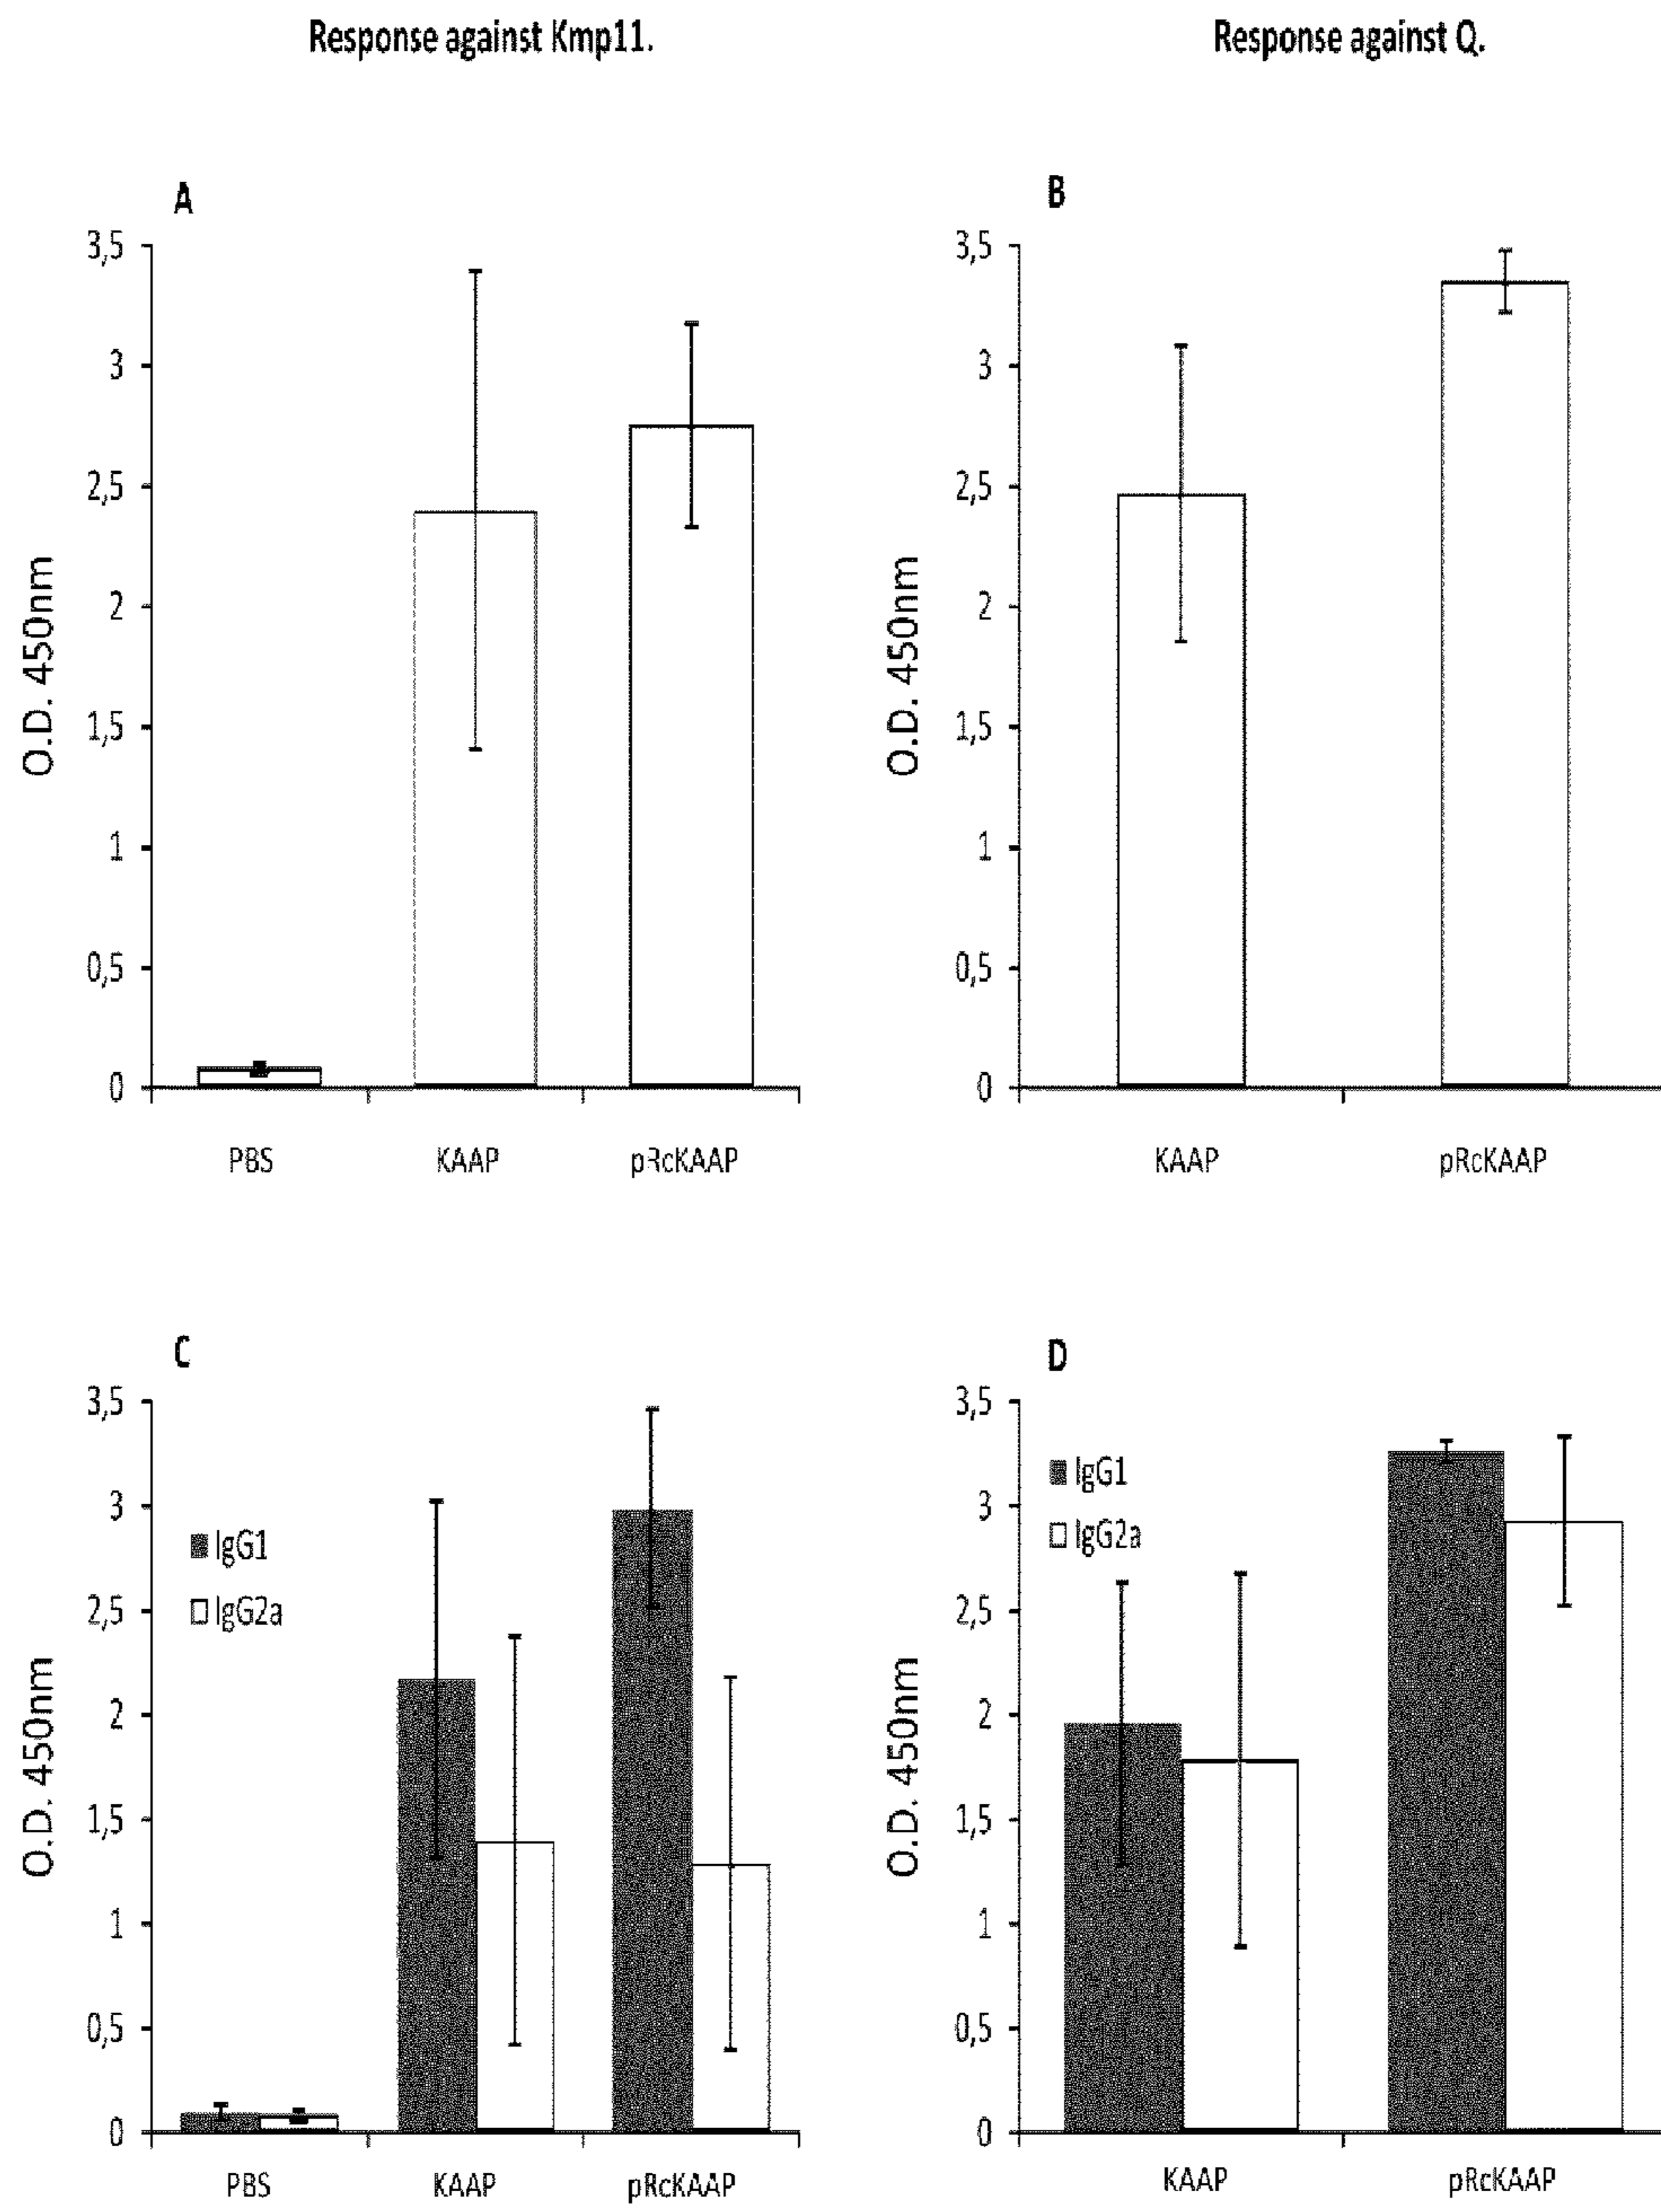 Response against Kmp11.
Response against Q.
A
3,5
3
2,5
2
1,5
1
0,5
0
O.D. 450nm
PBS
KAAP
pRcKAAP
B
3,5
3
2,5
2
1,5
1
0,5
0
O.D. 450nm
KAAP
pRcKAAP
C
3,5
3
2,5
2
1,5
1
0,5
0
O.D. 450nm
IgG1
IgG2a
PBS
KAAP
pRcKAAP
D
3,5
3
2,5
2
1,5
1
0,5
0
O.D. 450nm
IgG1
IgG2a
KAAP
pRcKAAP